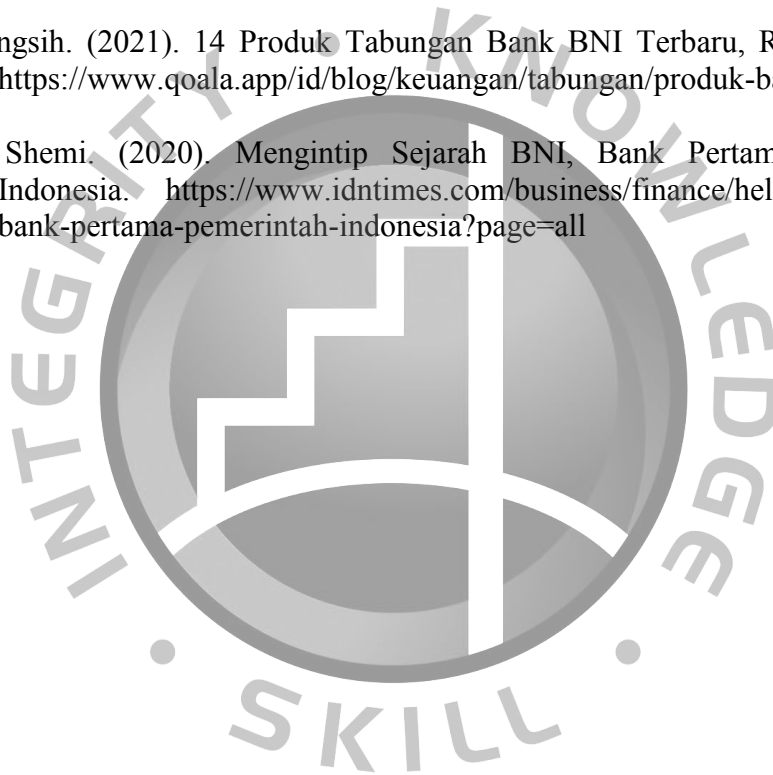 ngsih. (2021). 14 Produk Tabungan Bank BNI Terbaru, R
https://www.qoala.app/id/blog/keuangan/tabungan/produk-ba
Shemi. (2020). Mengintip Sejarah BNI, Bank Pertam
Indonesia. https://www.idntimes.com/business/finance/hel
bank-pertama-pemerintah-indonesia?page=all
INTEGRITY • KNOWLEDGE • SKILL •